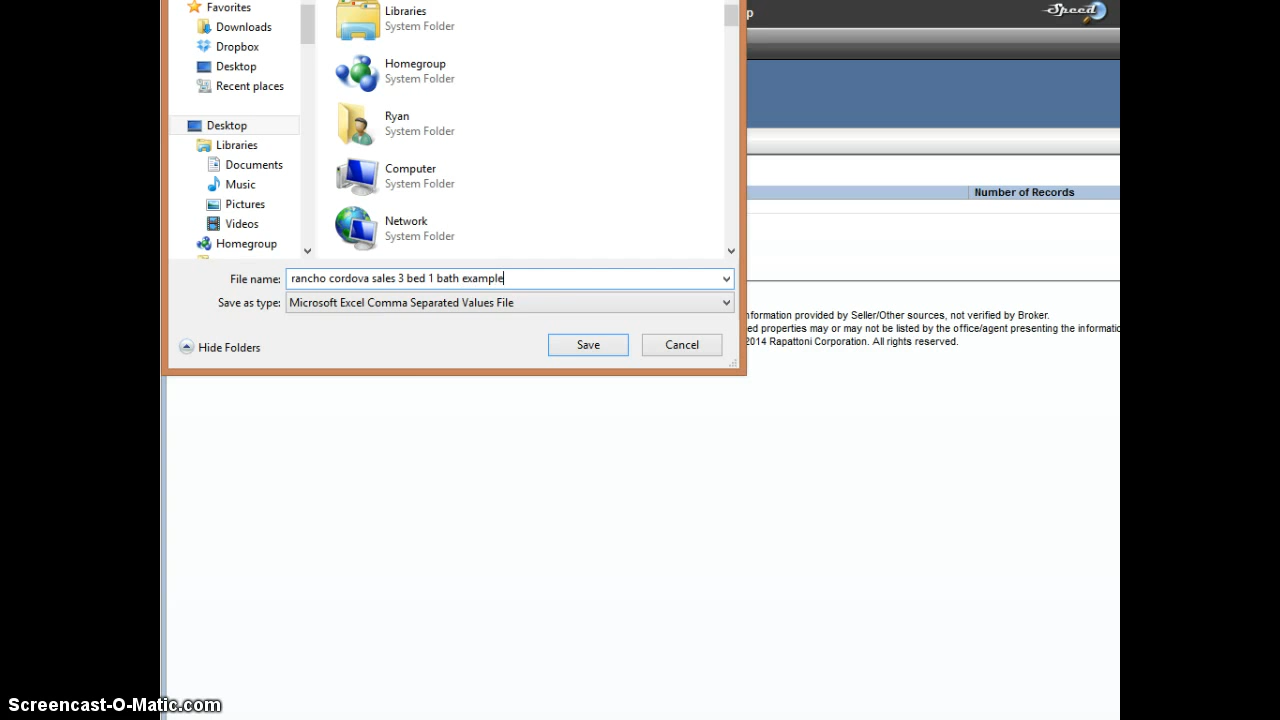 Favorites
Downloads
Dropbox
Desktop
Recent places
Desktop
Libraries
Documents
Music
Pictures
Videos
Homegroup
Libraries
System Folder
Homegroup
System Folder
Ryan
System Folder
Computer
System Folder
Network
System Folder
File name: rancho cordova sales 3 bed 1 bath example
Save as type: Microsoft Excel Comma Separated Values File
Hide Folders
Save
Cancel
p
Speed
Number of Records
nformation provided by Seller/Other sources, not verified by Broker.
ed properties may or may not be listed by the office/agent presenting the informatio
2014 Rapattoni Corporation. All rights reserved.
Screencast-O-Matic.com